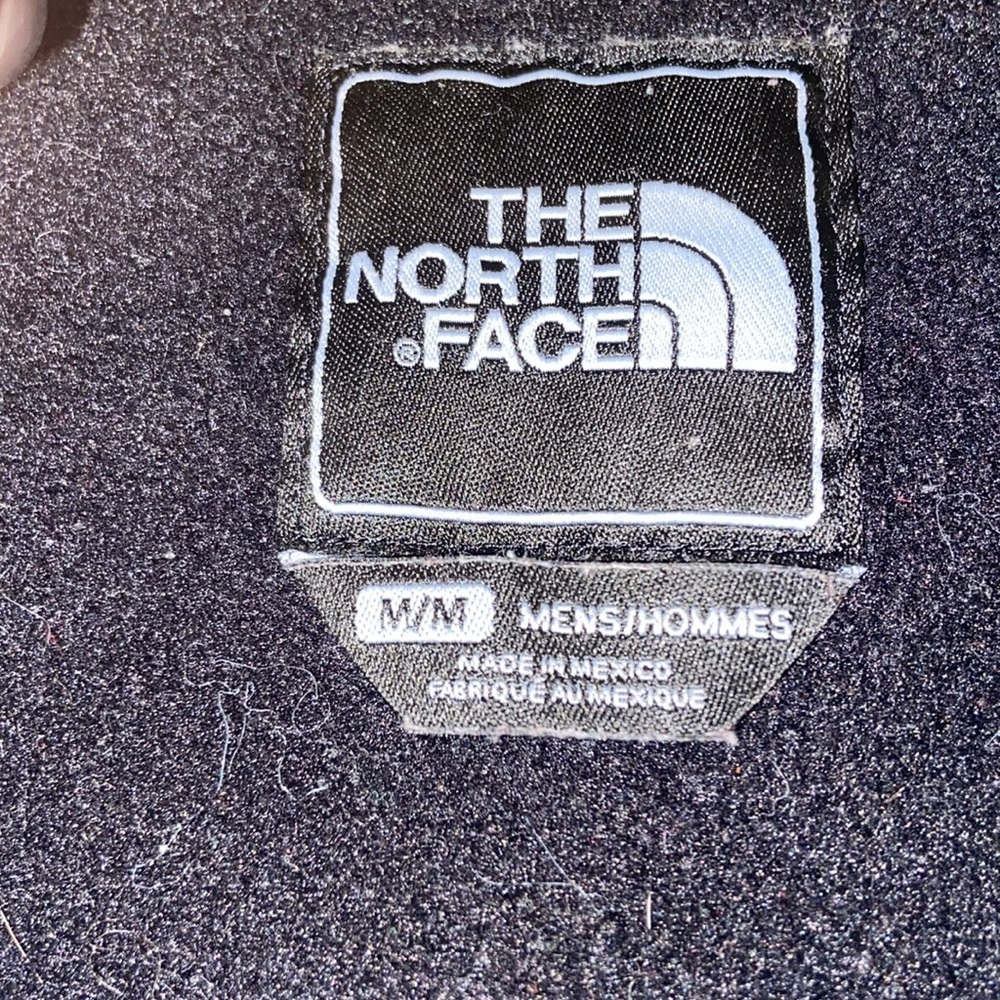 THE
NORTH
®FACE
M/M MENS/HOMMES
MADE IN MEXICO
FABRIQUÉ AU MEXIQUE